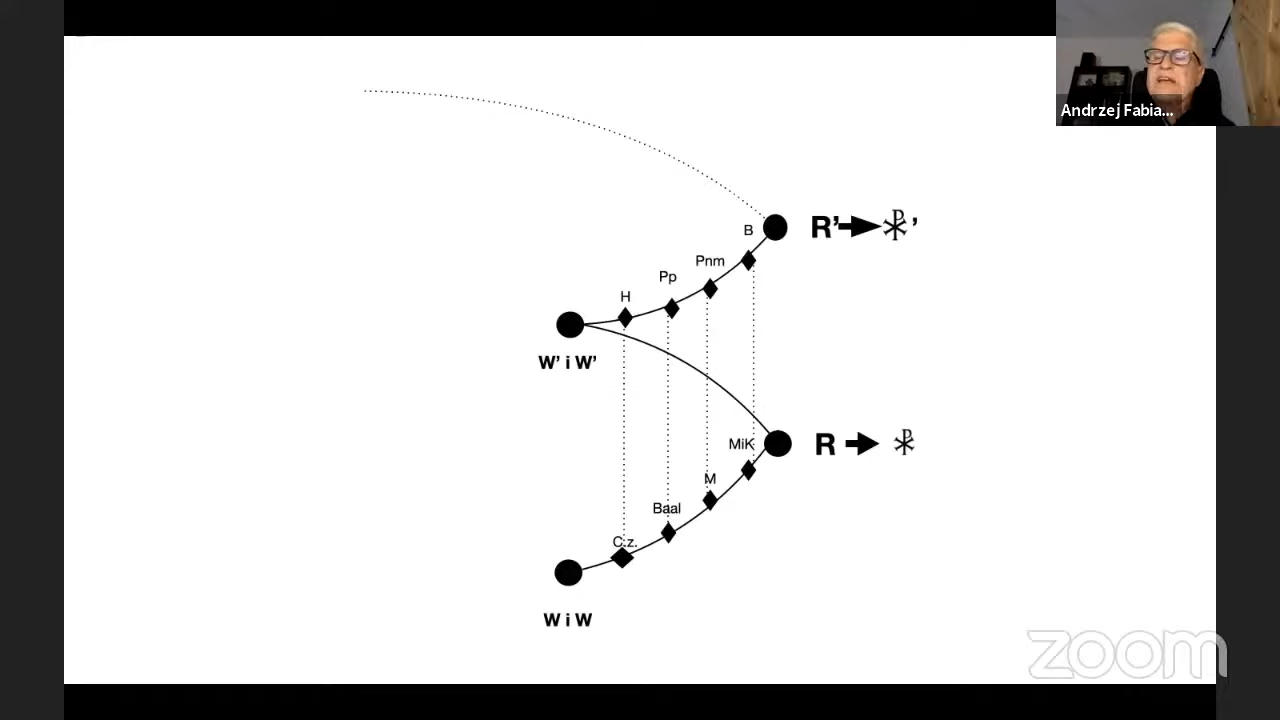 Andrzej Fabia...
B
R' ☧'
Pnm
Pp
H
W' i W'
MiK
R ☧
M
Baal
C.z.
W i W
zoom